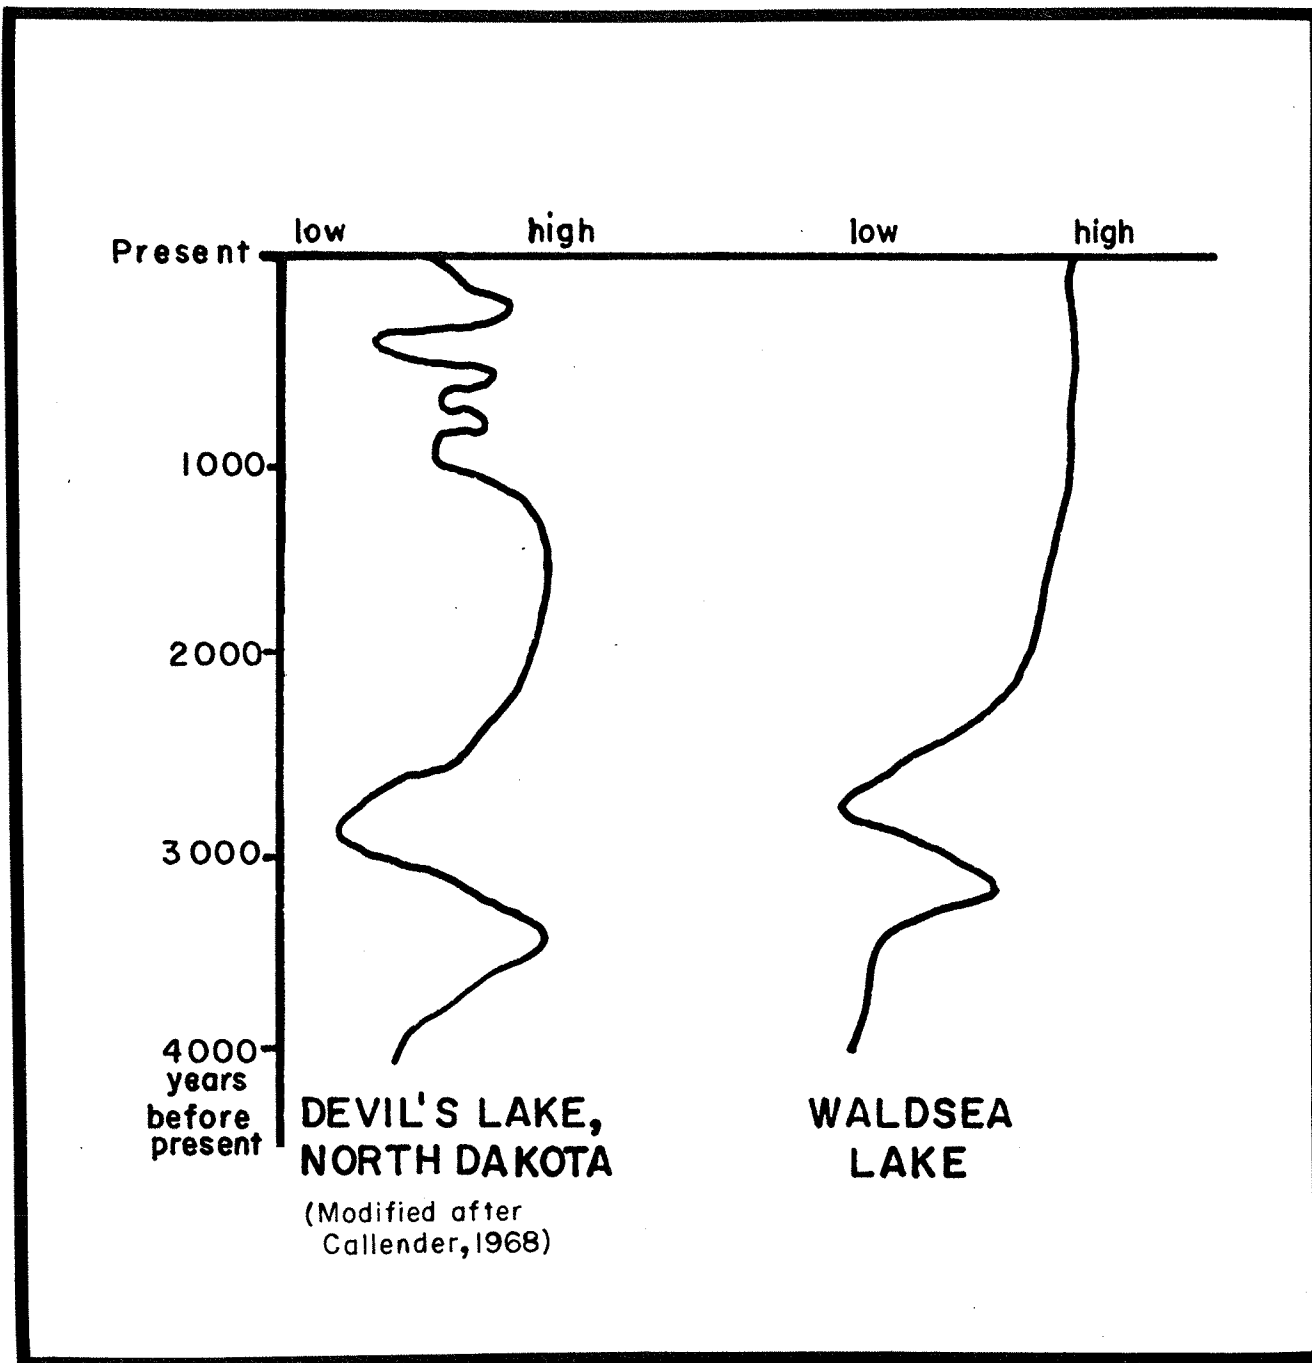 low high low high
Present
1000
2000
3000
4000
years
before
present
DEVIL'S LAKE,
NORTH DAKOTA
(Modified after
Callender, 1968)
WALDSEA
LAKE